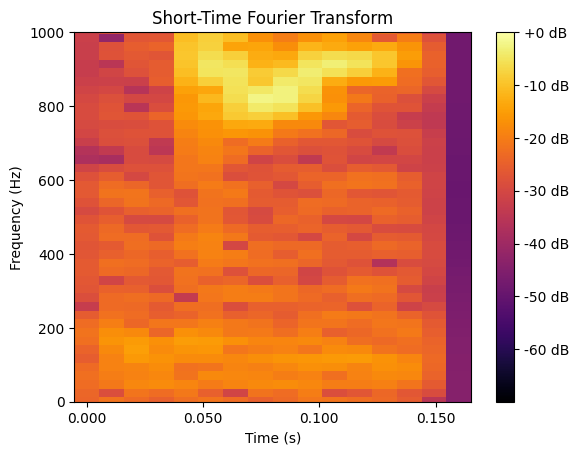 Short-Time Fourier Transform
Frequency (Hz)
1000
800
600
400
200
0
0.000
0.050
0.100
0.150
Time (s)
+0 dB
-10 dB
-20 dB
-30 dB
-40 dB
-50 dB
-60 dB